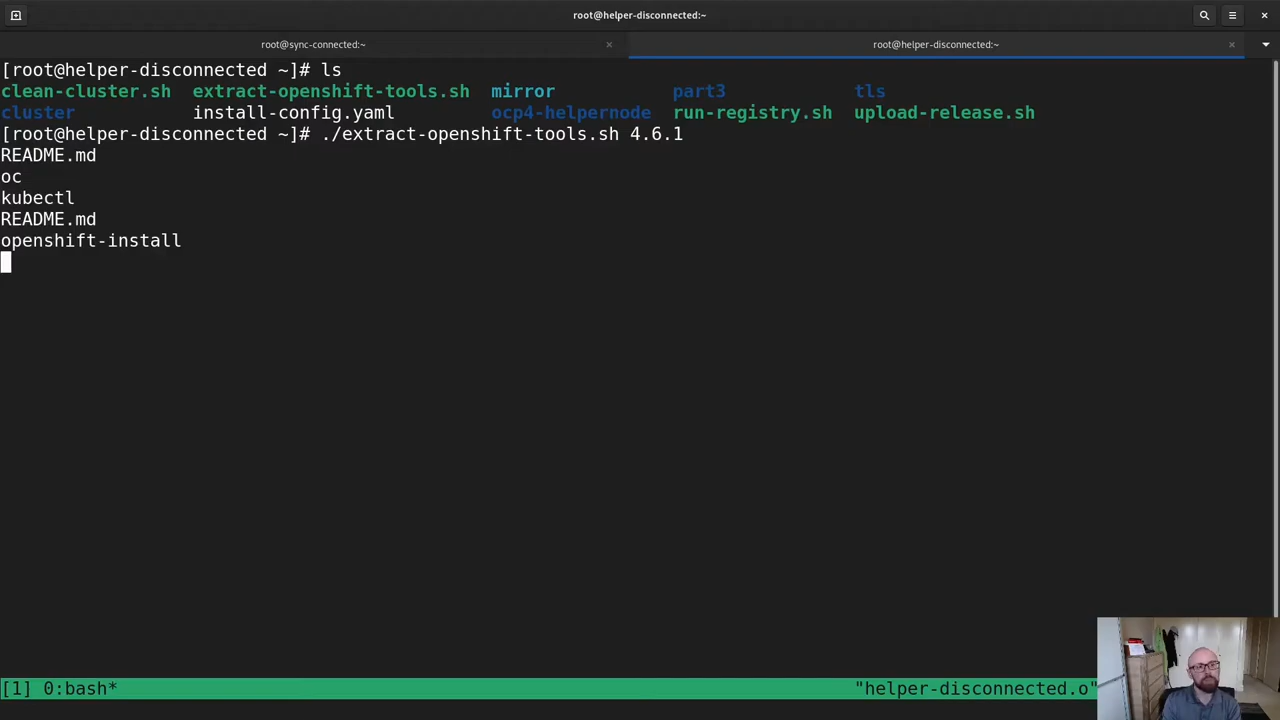 root@helper-disconnected:~
root@sync-connected:~
root@helper-disconnected:~
[root@helper-disconnected ~]# ls
clean-cluster.sh extract-openshift-tools.sh mirror part3 tls
cluster install-config.yaml ocp4-helpernode run-registry.sh upload-release.sh
[root@helper-disconnected ~]# ./extract-openshift-tools.sh 4.6.1
README.md
oc
kubectl
README.md
openshift-install
[1] 0:bash* "helper-disconnected.o"